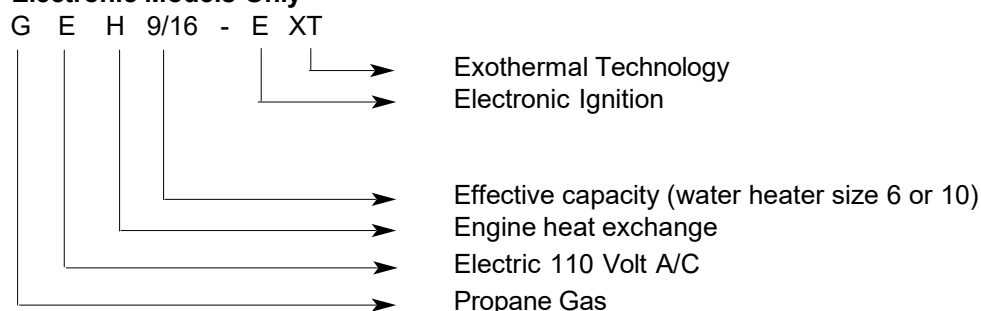 Electronic Models Only
G E H 9/16 - E XT
Exothermal Technology
Electronic Ignition
Effective capacity (water heater size 6 or 10)
Engine heat exchange
Electric 110 Volt A/C
Propane Gas